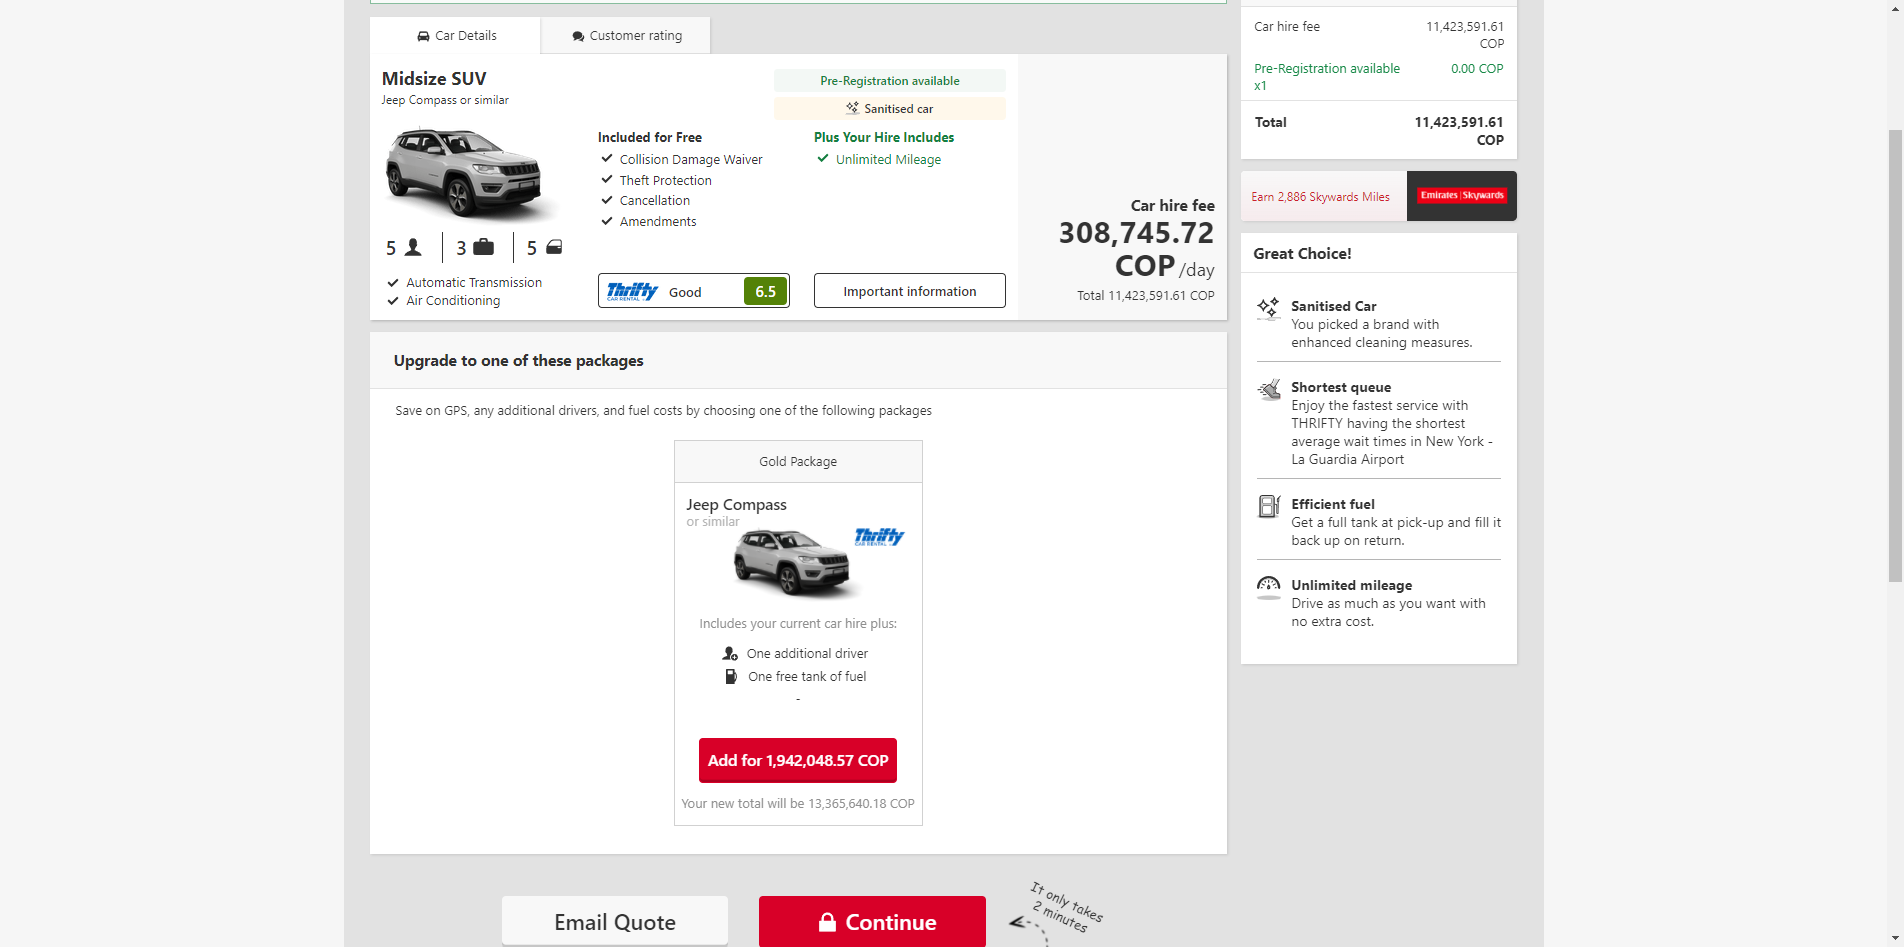 Car Details
Customer rating
Midsize SUV
Jeep Compass or similar
Pre-Registration available
Sanitised car
Included for Free
Collision Damage Waiver
Theft Protection
Cancellation
Amendments
Plus Your Hire Includes
Unlimited Mileage
5
3
5
Automatic Transmission
Air Conditioning
Thrifty
CAR RENTAL
Good
6.5
Important information
Car hire fee
308,745.72
COP /day
Total 11,423,591.61 COP
Upgrade to one of these packages
Save on GPS, any additional drivers, and fuel costs by choosing one of the following packages
Gold Package
Jeep Compass
or similar
Thrifty
CAR RENTAL
Includes your current car hire plus:
One additional driver
One free tank of fuel
-
Add for 1,942,048.57 COP
Your new total will be 13,365,640.18 COP
Email Quote
Continue
It only takes
2 minutes
Car hire fee
11,423,591.61
COP
Pre-Registration available
x1
0.00 COP
Total
11,423,591.61
COP
Earn 2,886 Skywards Miles
Emirates | Skywards
Great Choice!
Sanitised Car
You picked a brand with
enhanced cleaning measures.
Shortest queue
Enjoy the fastest service with
THRIFTY having the shortest
average wait times in New York -
La Guardia Airport
Efficient fuel
Get a full tank at pick-up and fill it
back up on return.
Unlimited mileage
Drive as much as you want with
no extra cost.